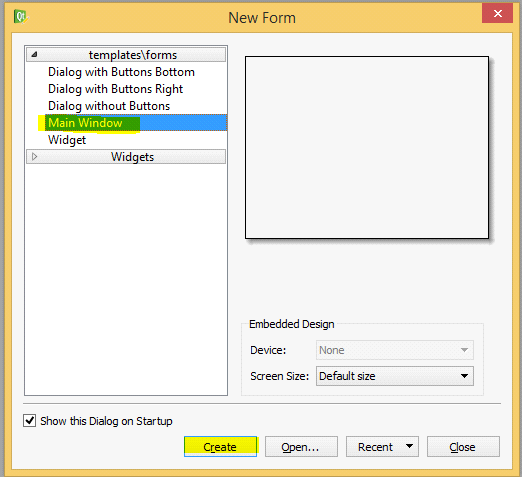 Qt
New Form
templates\forms
Dialog with Buttons Bottom
Dialog with Buttons Right
Dialog without Buttons
Main Window
Widget
Widgets
Embedded Design
Device: None
Screen Size: Default size
Show this Dialog on Startup
Create Open... Recent Close